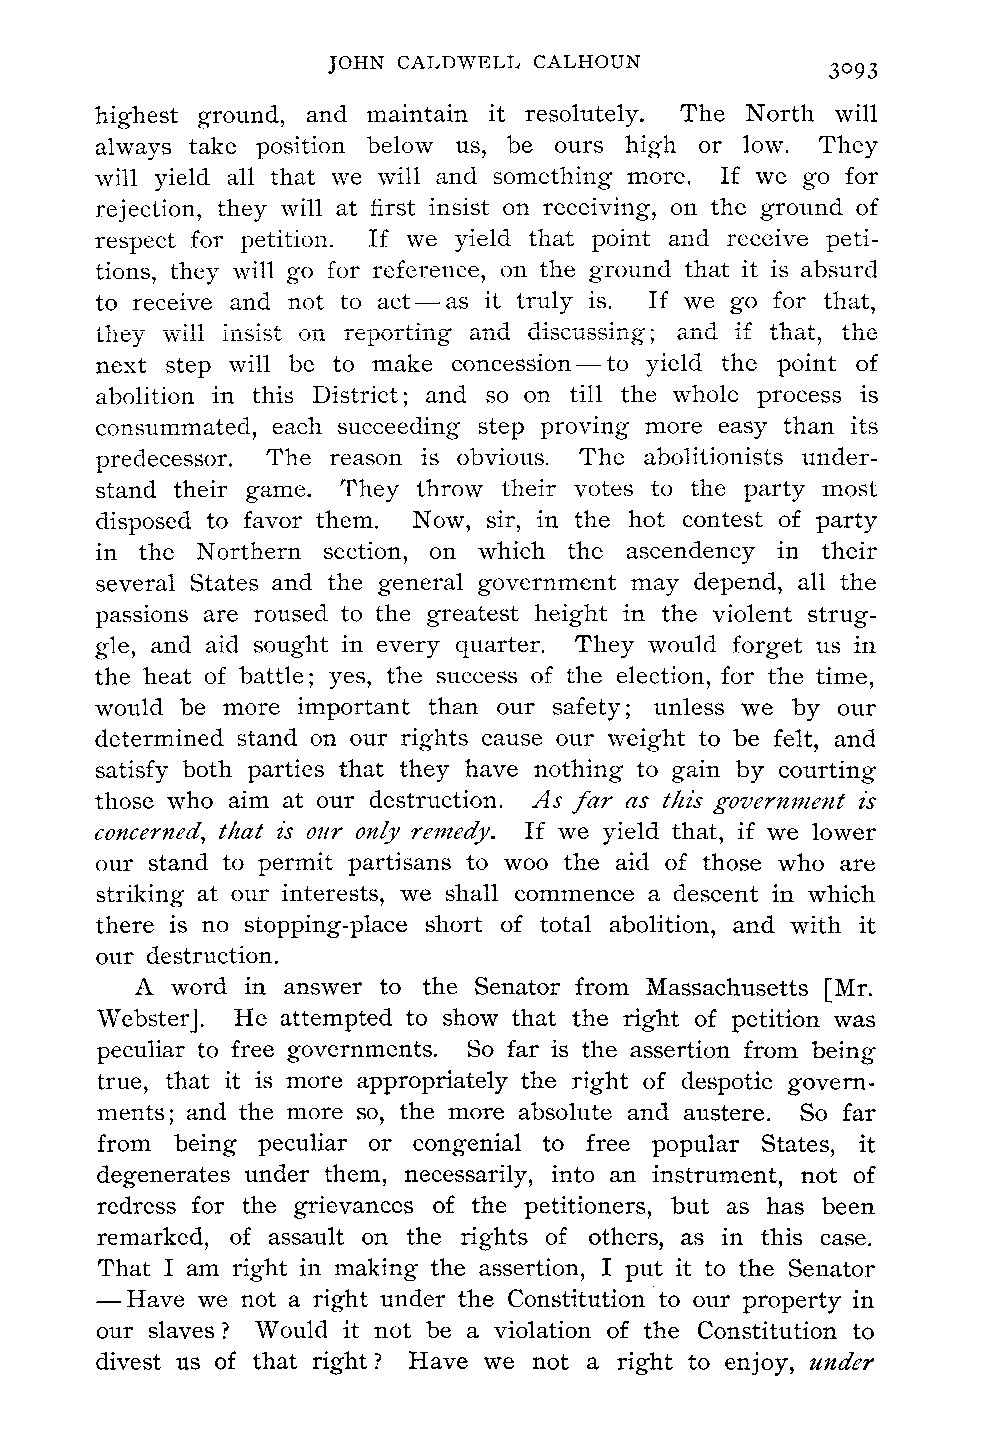 JOHN CALDWELL CALHOUN 3093
highest ground, and maintain it resolutely. The North will
always take position below us, be ours high or low. They
will yield all that we will and something more. If we go for
rejection, they will at first insist on receiving, on the ground of
respect for petition. If we yield that point and receive peti-
tions, they will go for reference, on the ground that it is absurd
to receive and not to act — as it truly is. If we go for that,
they will insist on reporting and discussing; and if that, the
next step will be to make concession — to yield the point of
abolition in this District; and so on till the whole process is
consummated, each succeeding step proving more easy than its
predecessor. The reason is obvious. The abolitionists under-
stand their game. They throw their votes to the party most
disposed to favor them. Now, sir, in the hot contest of party
in the Northern section, on which the ascendency in their
several States and the general government may depend, all the
passions are roused to the greatest height in the violent strug-
gle, and aid sought in every quarter. They would forget us in
the heat of battle; yes, the success of the election, for the time,
would be more important than our safety; unless we by our
determined stand on our rights cause our weight to be felt, and
satisfy both parties that they have nothing to gain by courting
those who aim at our destruction. As far as this government is
concerned, that is our only remedy. If we yield that, if we lower
our stand to permit partisans to woo the aid of those who are
striking at our interests, we shall commence a descent in which
there is no stopping-place short of total abolition, and with it
our destruction.
A word in answer to the Senator from Massachusetts [Mr.
Webster]. He attempted to show that the right of petition was
peculiar to free governments. So far is the assertion from being
true, that it is more appropriately the right of despotic govern-
ments; and the more so, the more absolute and austere. So far
from being peculiar or congenial to free popular States, it
degenerates under them, necessarily, into an instrument, not of
redress for the grievances of the petitioners, but as has been
remarked, of assault on the rights of others, as in this case.
That I am right in making the assertion, I put it to the Senator
— Have we not a right under the Constitution to our property in
our slaves? Would it not be a violation of the Constitution to
divest us of that right? Have we not a right to enjoy, under